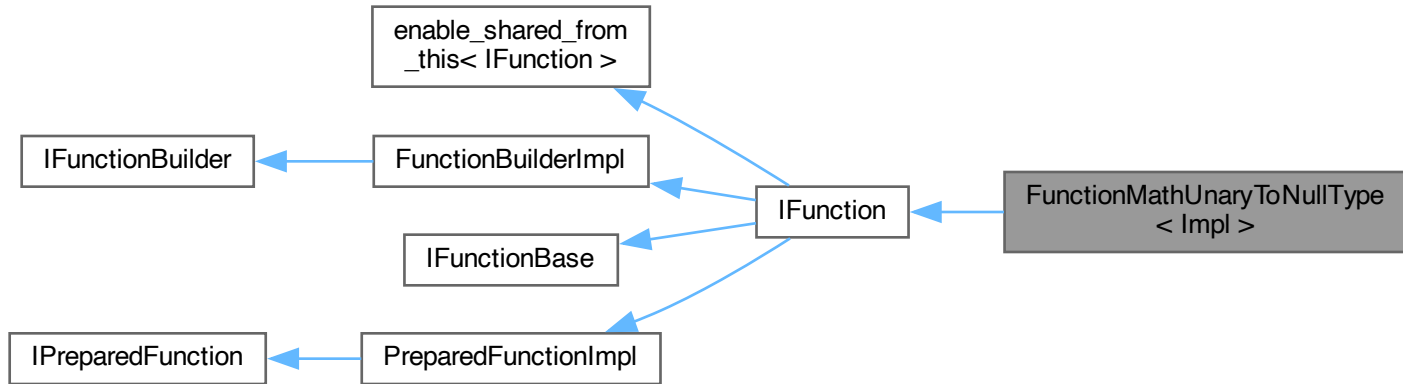 enable_shared_from
_this< IFunction >
IFunctionBuilder
FunctionBuilderImpl
IFunction
FunctionMathUnaryToNullType
< Impl >
IFunctionBase
IPreparedFunction
PreparedFunctionImpl